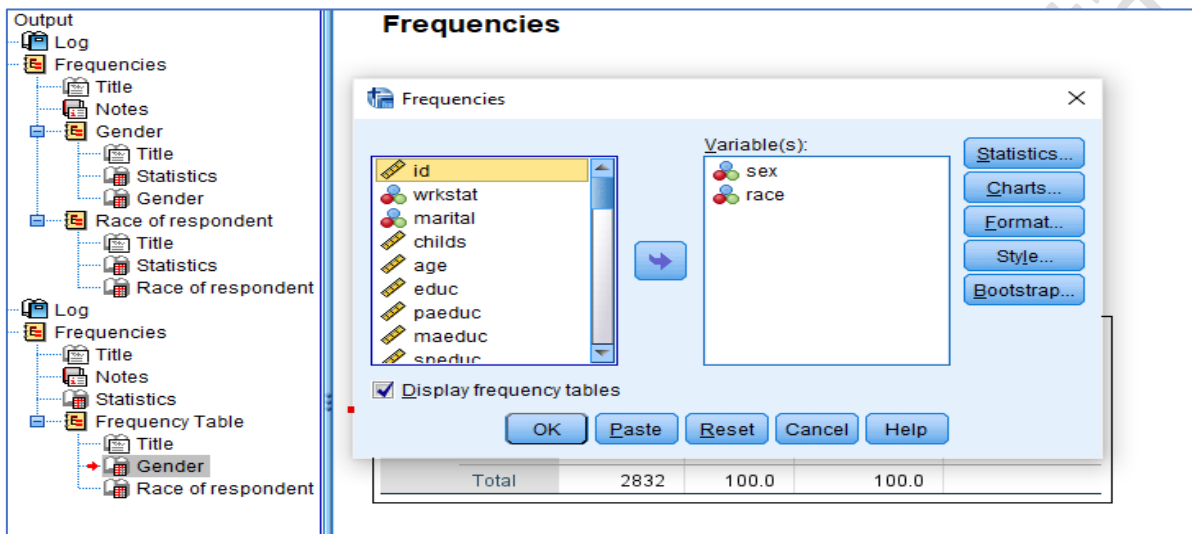 Output
Log
Frequencies
Title
Notes
Gender
Title
Statistics
Gender
Race of respondent
Title
Statistics
Race of respondent
Log
Frequencies
Title
Notes
Statistics
Frequency Table
Title
Gender
Race of respondent
Frequencies
Frequencies
id
wrkstat
marital
childs
age
educ
paeduc
maeduc
speduc
Variable(s):
sex
race
Statistics...
Charts...
Format...
Style...
Bootstrap...
Display frequency tables
OK Paste Reset Cancel Help
Total 2832 100.0 100.0